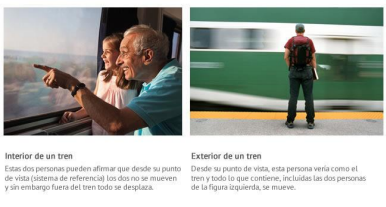 Interior de un tren
Estas dos personas pueden afirmar que desde su punto
de vista (sistema de referencia) los dos no se mueven
y sin embargo fuera del tren todo se desplaza.
Exterior de un tren
Desde su punto de vista, esta persona vería como el
tren y todo lo que contiene, incluidas las dos personas
de la figura izquierda, se mueve.